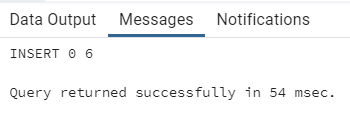 Data Output Messages Notifications
INSERT 0 6
Query returned successfully in 54 msec.